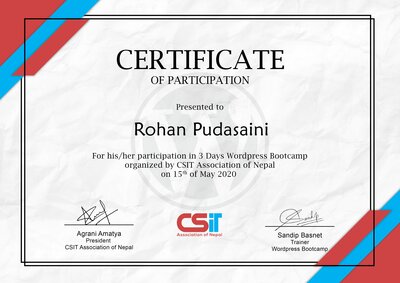 CERTIFICATE
OF PARTICIPATION
Presented to
Rohan Pudasaini
For his/her participation in 3 Days Wordpress Bootcamp
organized by CSIT Association of Nepal
on 15th of May 2020
Agrani Amatya
President
CSIT Association of Nepal
CSiT
Association of Nepal
Sandip Basnet
Trainer
Wordpress Bootcamp